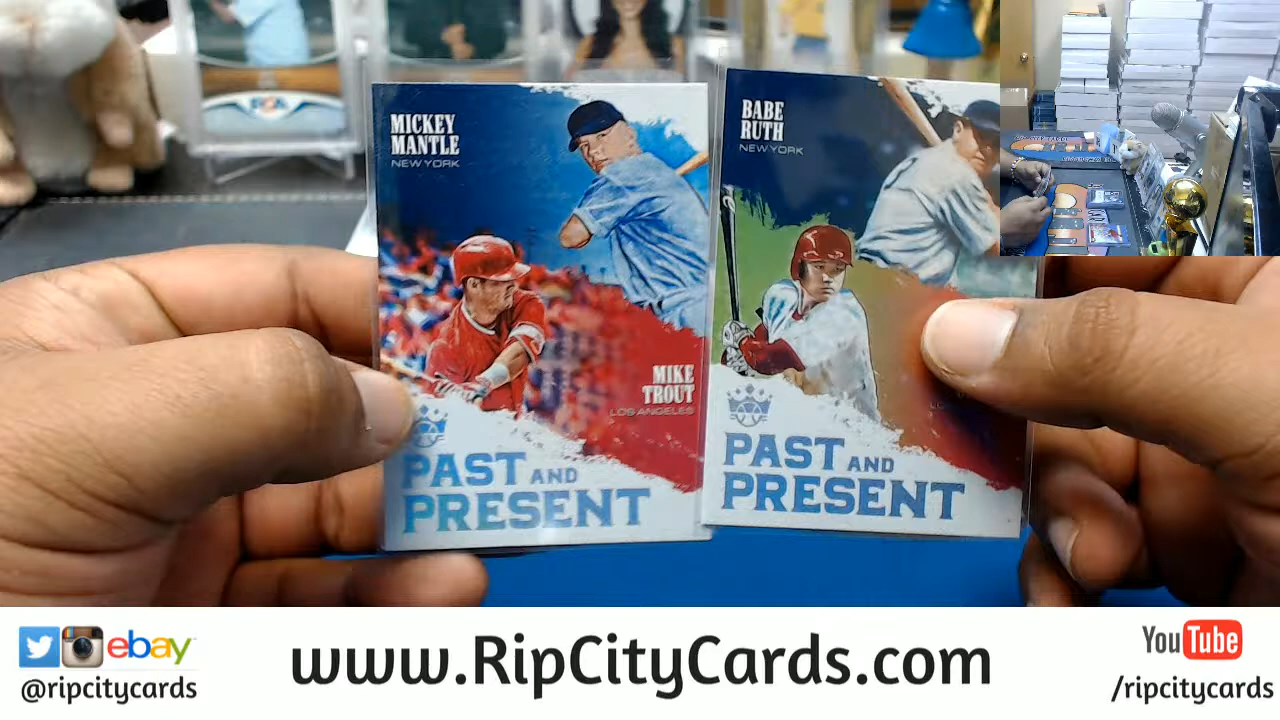 MICKEY
MANTLE
NEW YORK
MIKE
TROUT
LOS ANGELES
PAST AND
PRESENT
BABE
RUTH
NEW YORK
PAST AND
PRESENT
PSA
ebay
@ripcitycards
www.RipCityCards.com
YouTube
/ripcitycards